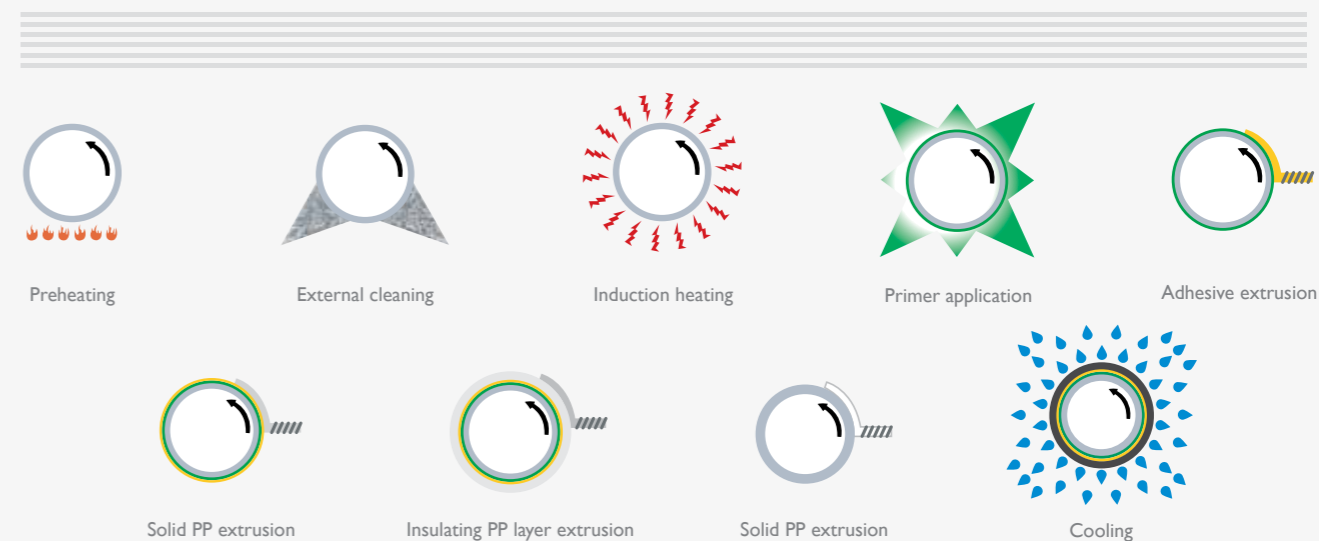 Preheating
External cleaning
Induction heating
Primer application
Adhesive extrusion
Solid PP extrusion
Insulating PP layer extrusion
Solid PP extrusion
Cooling